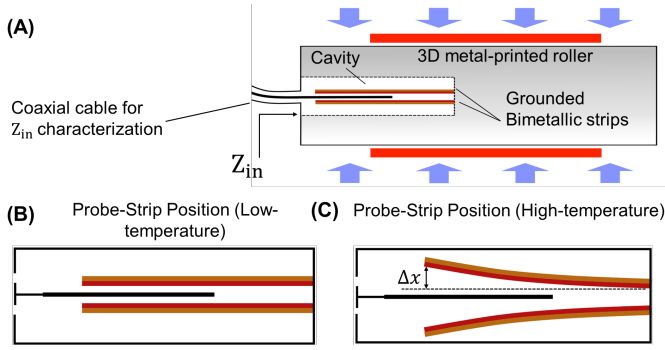 (A)
3D metal-printed roller
Cavity
Coaxial cable for
Z_in characterization
Grounded
Bimetallic strips
Z_in
(B)
Probe-Strip Position (Low-
temperature)
(C)
Probe-Strip Position (High-temperature)
Δx